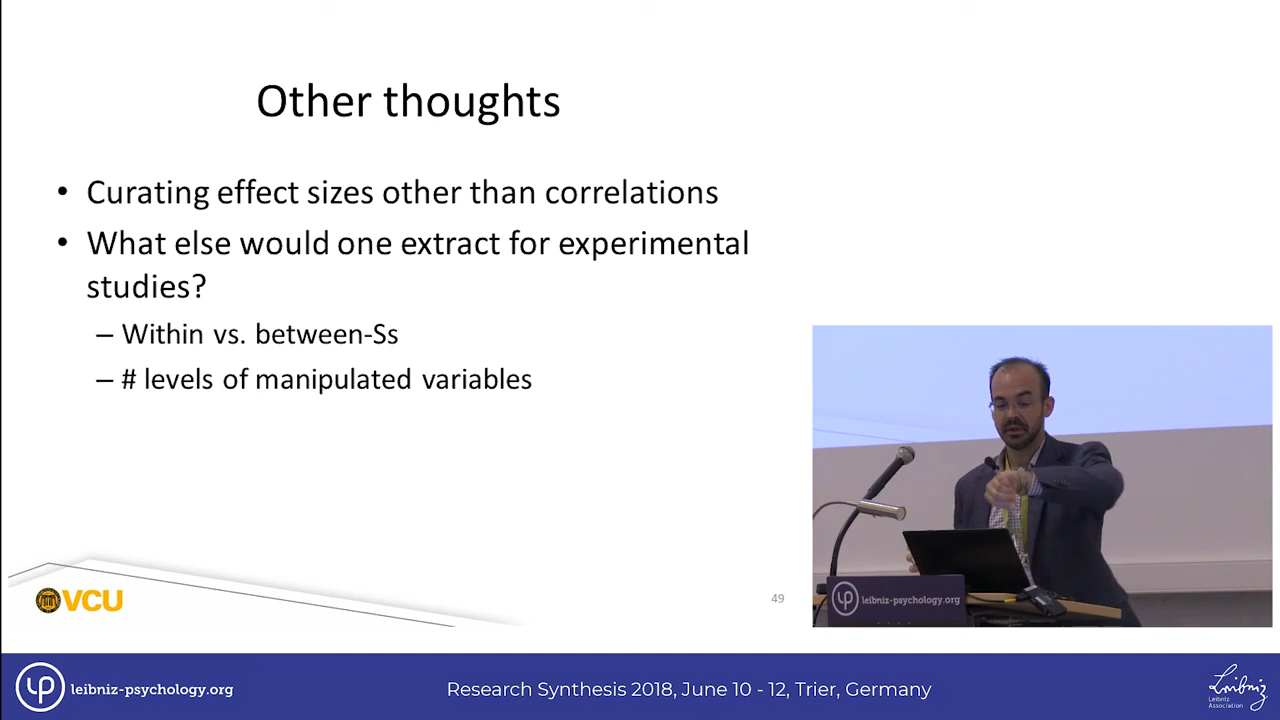 Other thoughts
• Curating effect sizes other than correlations
• What else would one extract for experimental
studies?
– Within vs. between-Ss
– # levels of manipulated variables
VCU
49
leibniz-psychology.org
leibniz-psychology.org
Research Synthesis 2018, June 10 - 12, Trier, Germany
Leibniz
Leibniz
Association